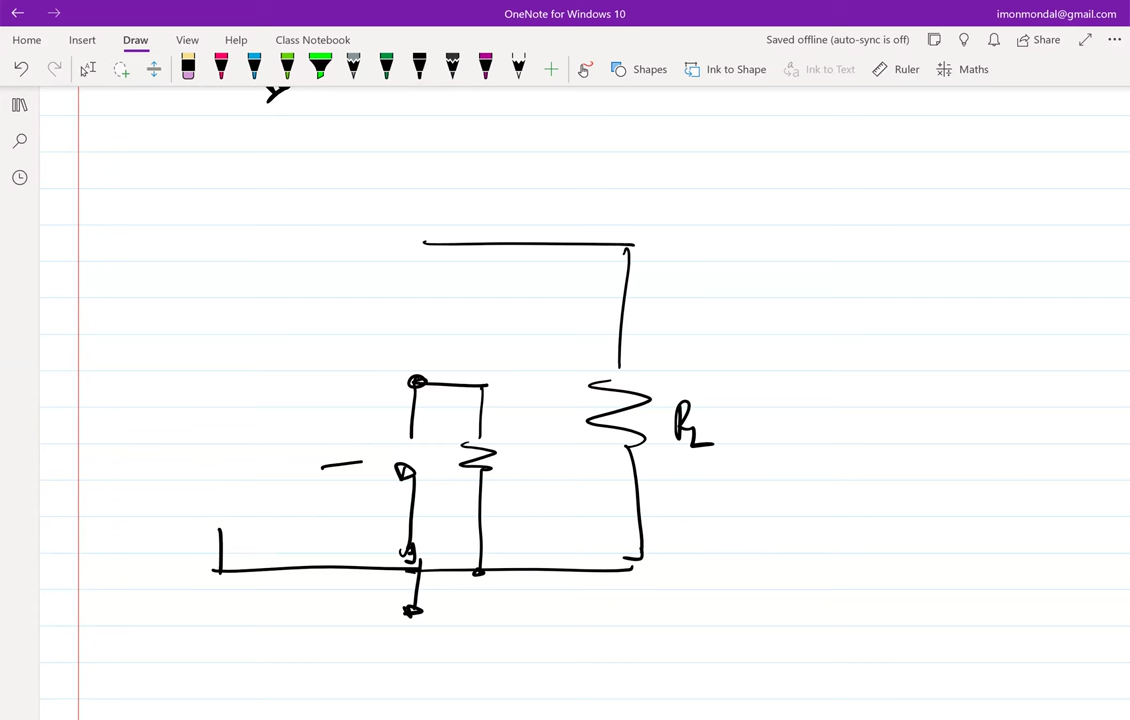 OneNote for Windows 10
imonmondal@gmail.com
Home
Insert
Draw
View
Help
Class Notebook
Saved offline (auto-sync is off)
Share
Shapes
Ink to Shape
Ink to Text
Ruler
Maths
RL